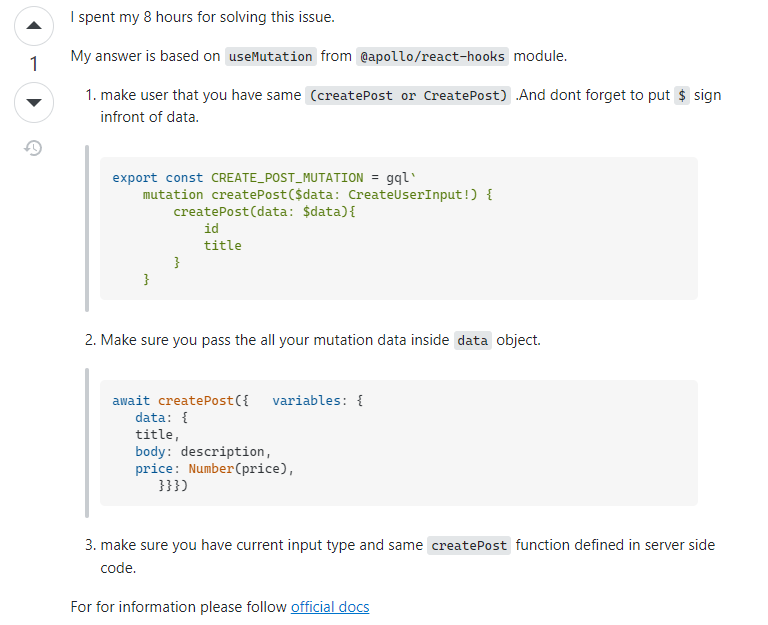 I spent my 8 hours for solving this issue.
1
My answer is based on useMutation from @apollo/react-hooks module.
1. make user that you have same (createPost or CreatePost) .And dont forget to put $ sign
infront of data.
export const CREATE_POST_MUTATION = gql`
    mutation createPost($data: CreateUserInput!) {
        createPost(data: $data){
            id
            title
        }
    }
2. Make sure you pass the all your mutation data inside data object.
await createPost({   variables: {
   data: {
   title,
   body: description,
   price: Number(price),
      }}})
3. make sure you have current input type and same createPost function defined in server side
code.
For for information please follow official docs